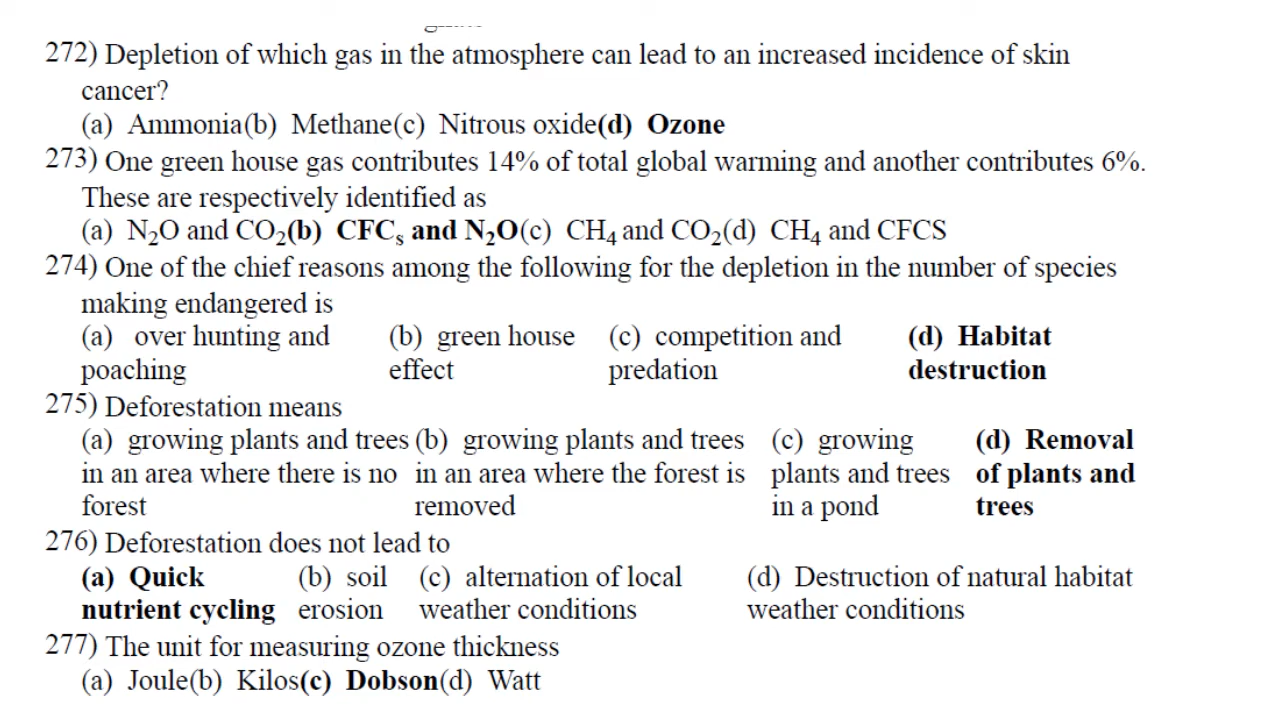 272) Depletion of which gas in the atmosphere can lead to an increased incidence of skin
cancer?
(a) Ammonia(b) Methane(c) Nitrous oxide(d) Ozone
273) One green house gas contributes 14% of total global warming and another contributes 6%.
These are respectively identified as
(a) N₂O and CO₂(b) CFCₛ and N₂O(c) CH₄ and CO₂(d) CH₄ and CFCS
274) One of the chief reasons among the following for the depletion in the number of species
making endangered is
(a) over hunting and (b) green house (c) competition and (d) Habitat
poaching effect predation destruction
275) Deforestation means
(a) growing plants and trees (b) growing plants and trees (c) growing (d) Removal
in an area where there is no in an area where the forest is plants and trees of plants and
forest removed in a pond trees
276) Deforestation does not lead to
(a) Quick (b) soil (c) alternation of local (d) Destruction of natural habitat
nutrient cycling erosion weather conditions weather conditions
277) The unit for measuring ozone thickness
(a) Joule(b) Kilos(c) Dobson(d) Watt